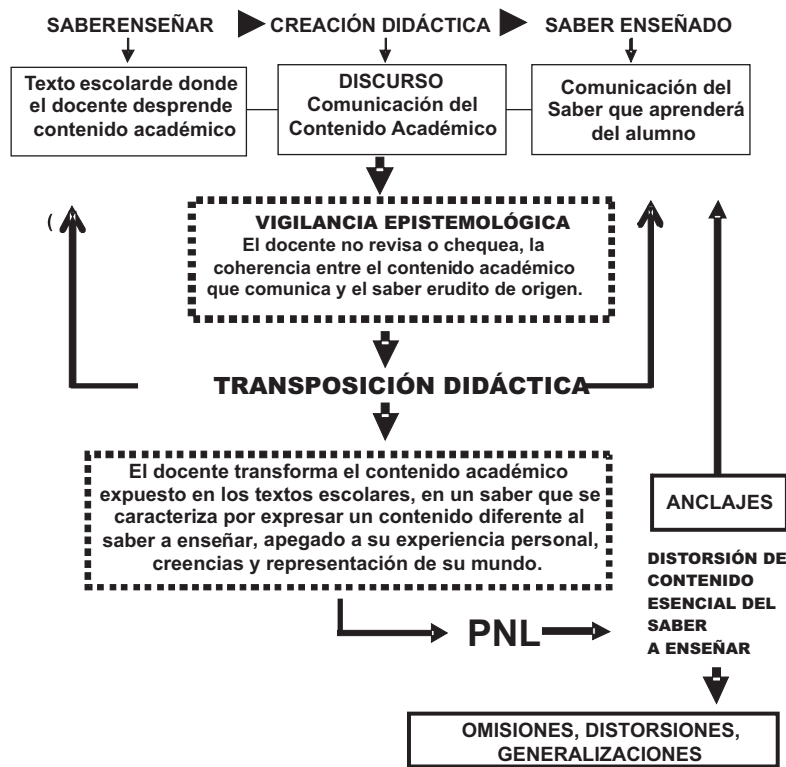 SABERENSEÑAR CREACIÓN DIDÁCTICA SABER ENSEÑADO
Texto escolarde donde
el docente desprende
contenido académico
DISCURSO
Comunicación del
Contenido Académico
Comunicación del
Saber que aprenderá
del alumno
(
VIGILANCIA EPISTEMOLÓGICA
El docente no revisa o chequea, la
coherencia entre el contenido académico
que comunica y el saber erudito de origen.
TRANSPOSICIÓN DIDÁCTICA
El docente transforma el contenido académico
expuesto en los textos escolares, en un saber que se
caracteriza por expresar un contenido diferente al
saber a enseñar, apegado a su experiencia personal,
creencias y representación de su mundo.
ANCLAJES
DISTORSIÓN DE
CONTENIDO
ESENCIAL DEL
SABER
A ENSEÑAR
PNL
OMISIONES, DISTORSIONES,
GENERALIZACIONES